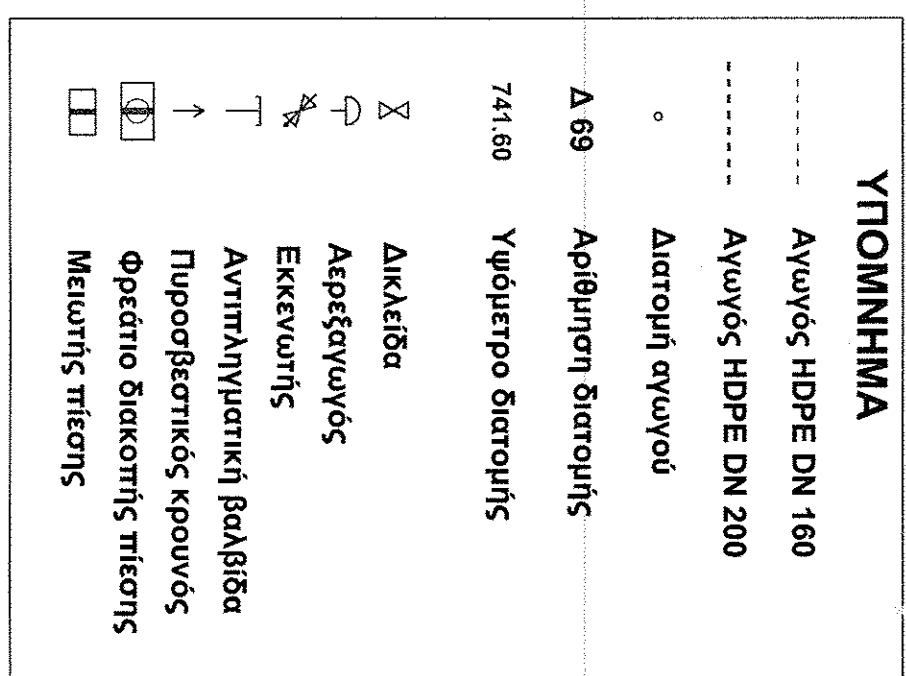 ΥΠΟΜΝΗΜΑ
Αγωγός HDPE DN 160
Αγωγός HDPE DN 200
Διατομή αγωγού
Δ 69 Αρίθμηση διατομής
741.60 Υψόμετρο διατομής
Δικλείδα
Αερεξαγωγός
Εκκενωτής
Αντιπληγματική βαλβίδα
Πυροσβεστικός κρουνός
Φρεάτιο διακοπής πίεσης
Μειωτής πίεσης